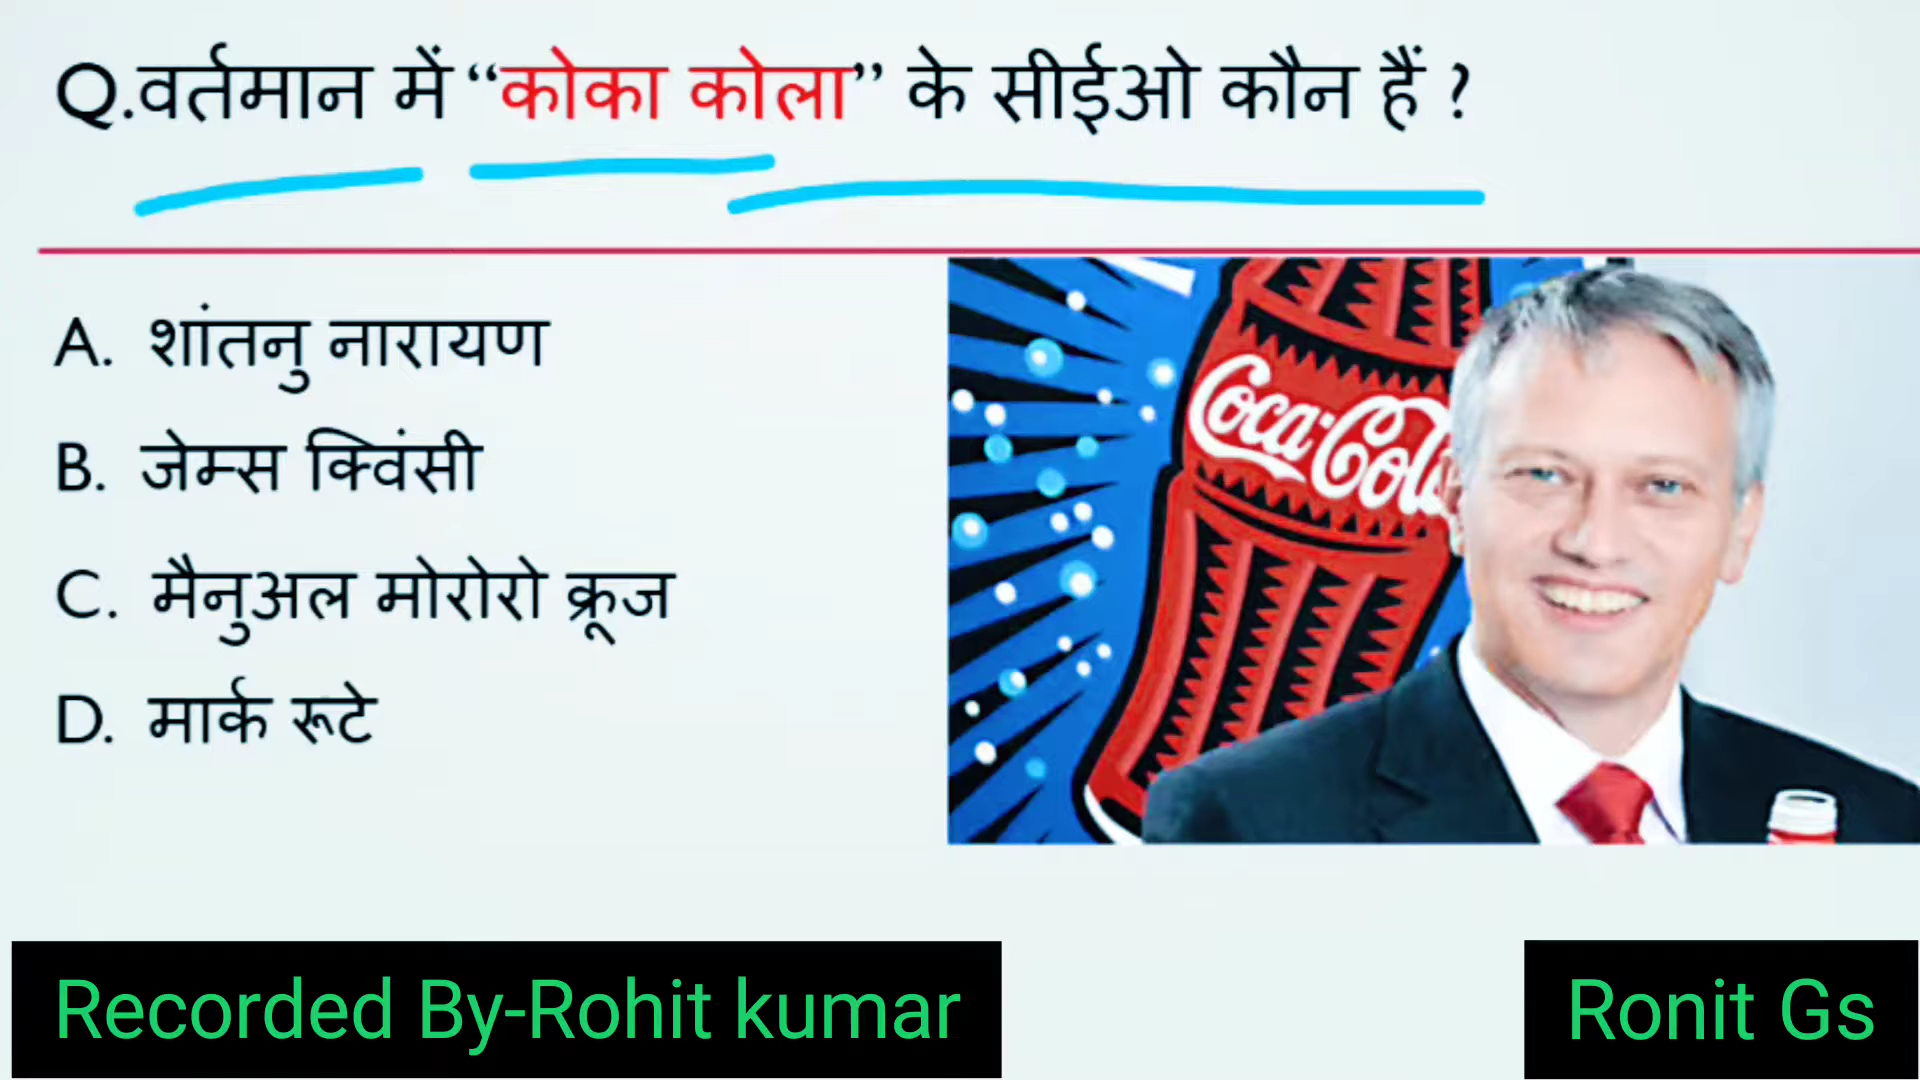 Q.वर्तमान में “कोका कोला” के सीईओ कौन हैं ?
A. शांतनु नारायण
B. जेम्स क्विंसी
C. मैनुअल मोरोरो क्रूज
D. मार्क रूटे
Coca-Cola
Recorded By-Rohit kumar
Ronit Gs